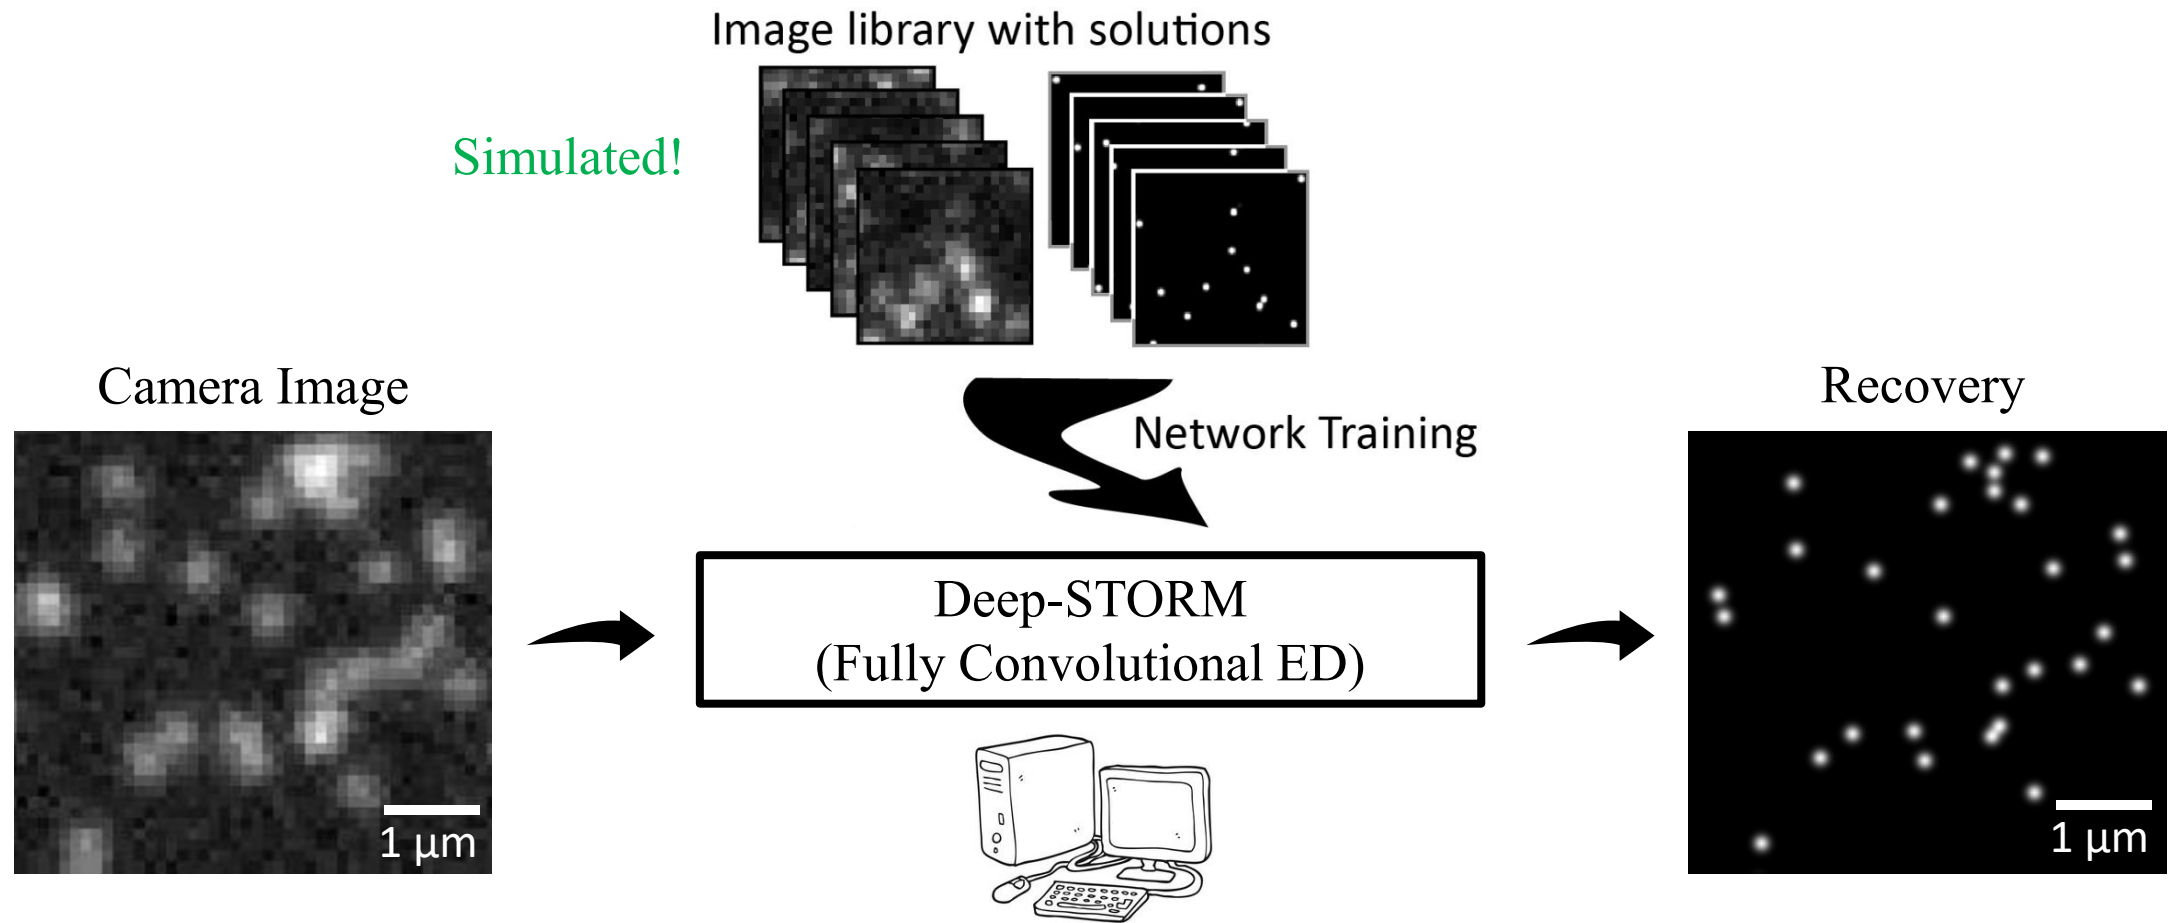 Image library with solutions
Simulated!
Camera Image
Network Training
Recovery
Deep-STORM
(Fully Convolutional ED)
1 μm
1 μm